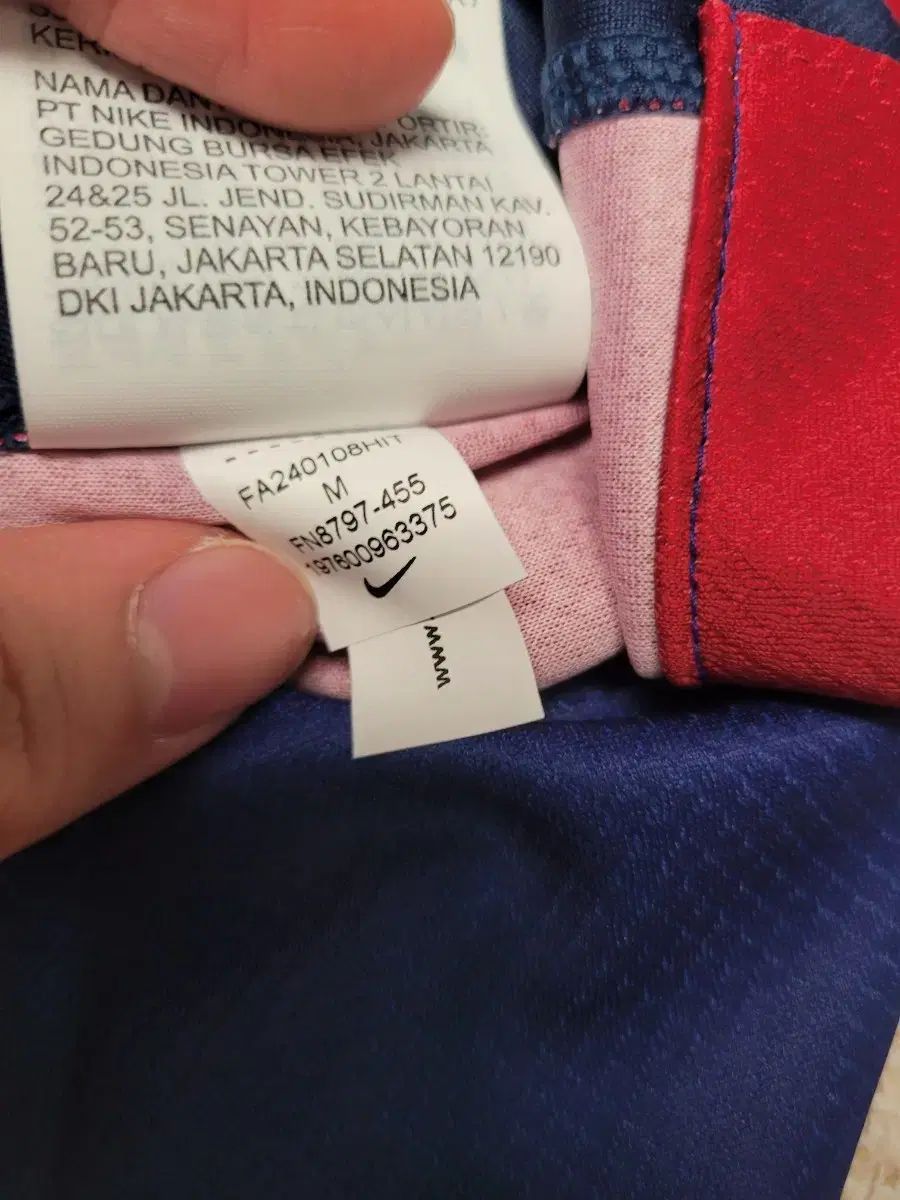 NAMA DAN
PT NIKE INDONESIA JAKARTA
ORTIR:
GEDUNG BURSA EFEK
INDONESIA TOWER 2 LANTAI
24&25 JL. JEND. SUDIRMAN KAV.
52-53, SENAYAN, KEBAYORAN
BARU, JAKARTA SELATAN 12190
DKI JAKARTA, INDONESIA
FA240108HIT
M
FN8797-455
197600963375